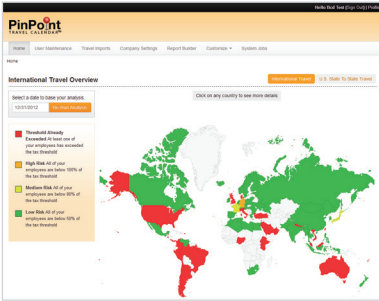 Hello Bud Test (Sign Out)
PinPoint
TRAVEL CALENDAR
Home User Maintenance Travel Imports Company Settings Report Builder Customize System Jobs
Home
International Travel Overview
International Travel U.S. State To State Travel
Select a date to base your analysis.
12/31/2012
Click on any country to see more details
Threshold Already
Exceeded At least one of
your employees has exceeded
the tax threshold
High Risk All of your
employees are below 100% of
the tax threshold
Medium Risk All of your
employees are below 80% of
the tax threshold
Low Risk All of your
employees are below 50% of
the tax threshold